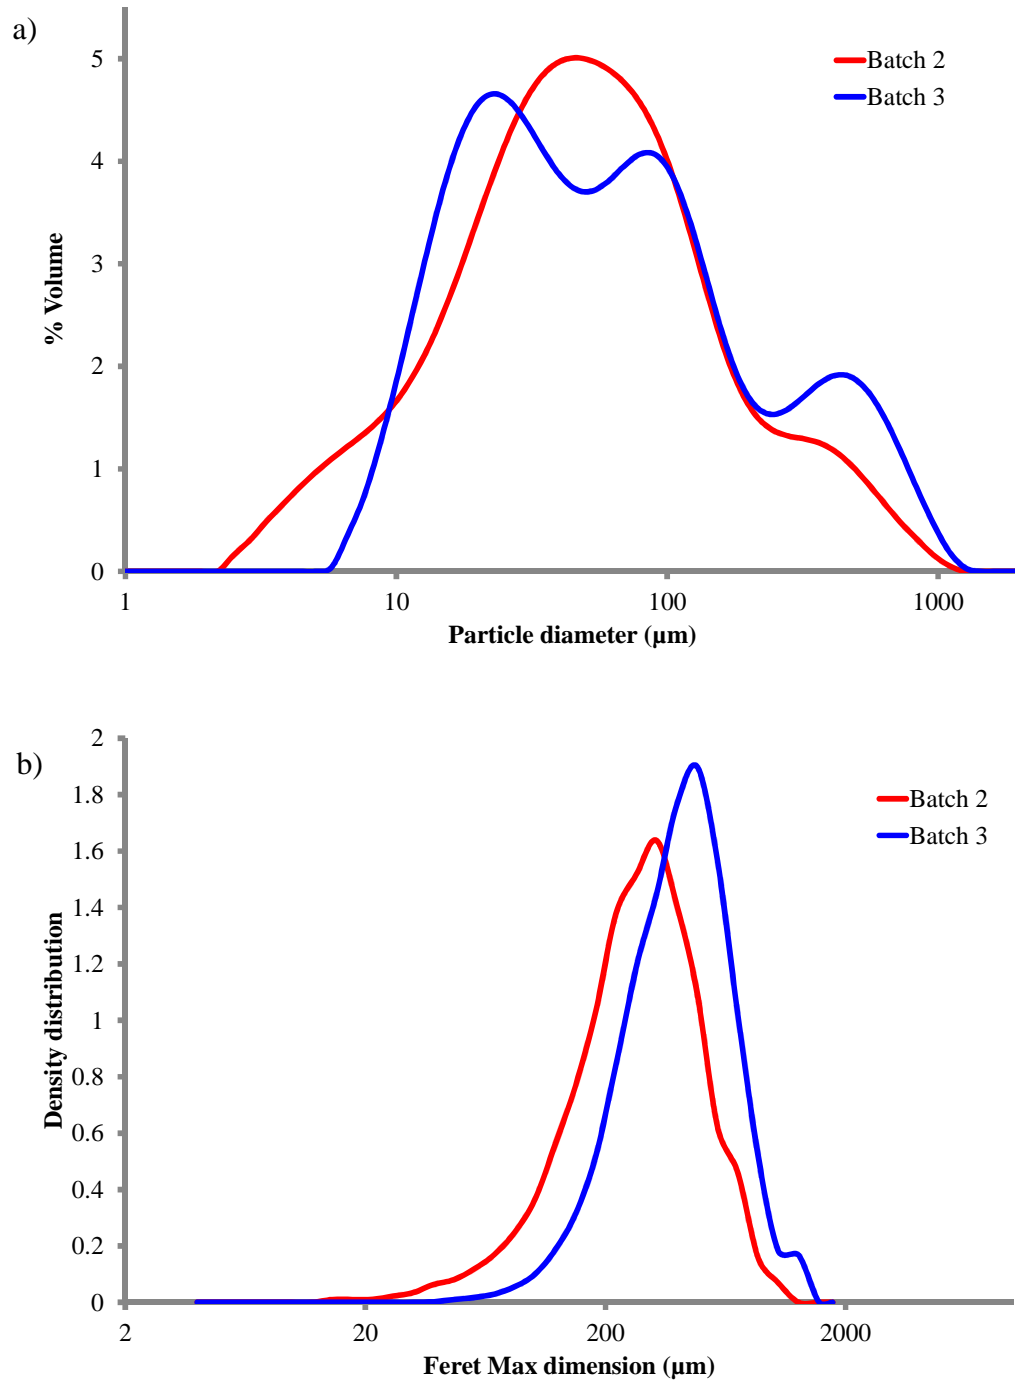 a)
Batch 2
Batch 3
5
4
3
2
1
0
% Volume
1 10 100 1000
Particle diameter (µm)
b)
Batch 2
Batch 3
2
1.8
1.6
1.4
1.2
1
0.8
0.6
0.4
0.2
0
Density distribution
2 20 200 2000
Feret Max dimension (µm)